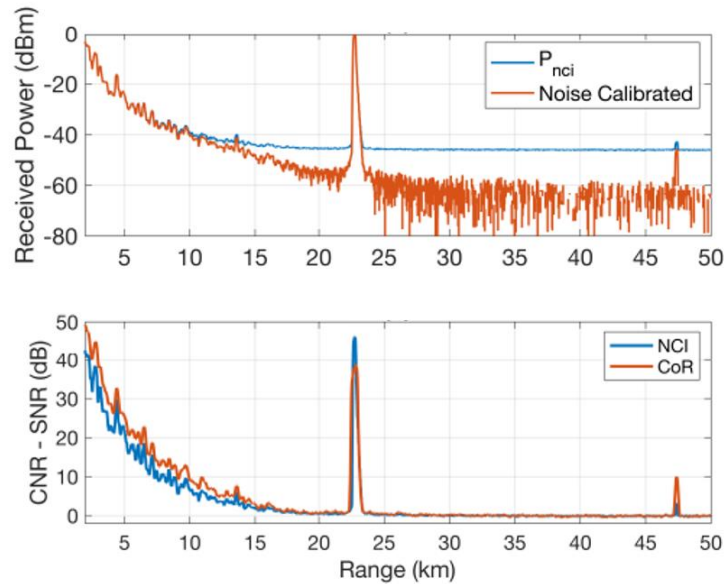 Received Power (dBm)
0
-20
-40
-60
-80
P_nci
Noise Calibrated
5 10 15 20 25 30 35 40 45 50
CNR - SNR (dB)
50
40
30
20
10
0
NCI
CoR
5 10 15 20 25 30 35 40 45 50
Range (km)